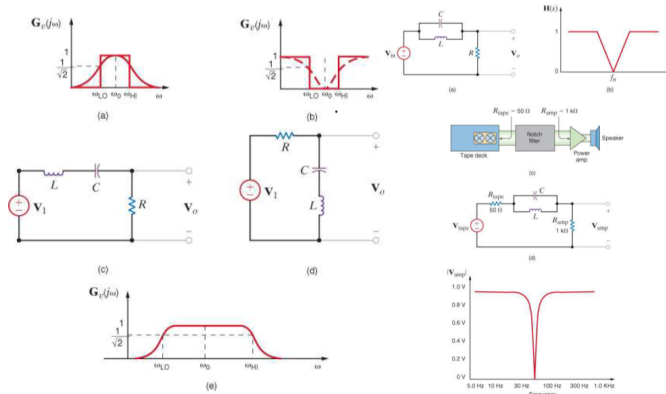 G_v(jω)
1
1
√2
ω_LO ω_0 ω_HI ω
(a)
G_v(jω)
1
1
√2
ω_LO ω_0 ω_HI ω
(b)
L C
V_1
R
+
V_o
−
(c)
R
C
L
V_1
+
V_o
−
(d)
G_v(jω)
1
1
√2
ω_LO ω_0 ω_HI ω
(e)
C
L
V_in
R
+
V_o
−
(a)
H(s)
1
0
f_n
(b)
R_tape = 50 Ω R_amp = 1 kΩ
Tape deck
Notch
filter
Power
amp
Speaker
(c)
R_tape
50 Ω
C
L
V_tape
R_amp
1 kΩ
+
V_amp
−
(d)
|V_amp|
1.0 V
0.8 V
0.6 V
0.4 V
0.2 V
0 V
5.0 Hz 10 Hz 30 Hz 100 Hz 300 Hz 1.0 KHz